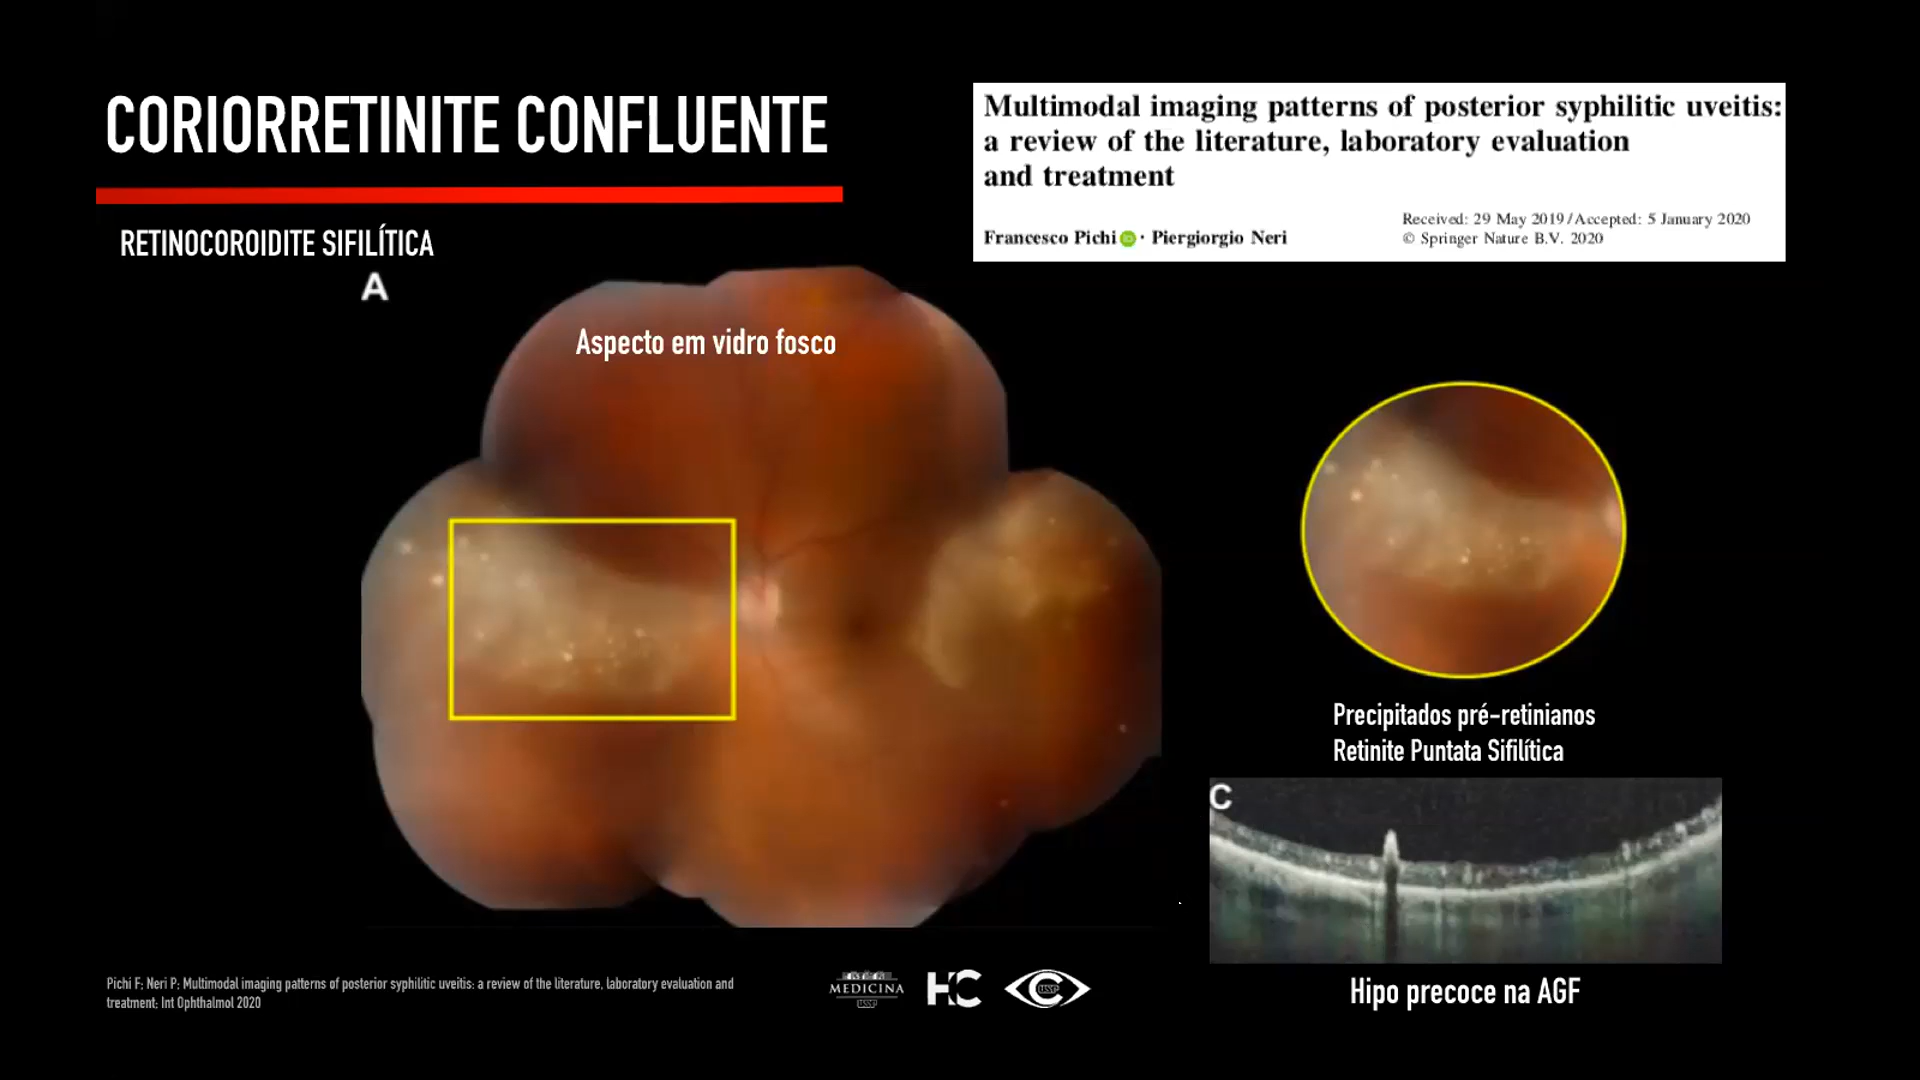 CORIORRETINITE CONFLUENTE
RETINOCOROIDITE SIFILÍTICA
Multimodal imaging patterns of posterior syphilitic uveitis:
a review of the literature, laboratory evaluation
and treatment
Received: 29 May 2019 / Accepted: 5 January 2020
Francesco Pichi iD · Piergiorgio Neri
© Springer Nature B.V. 2020
A
Aspecto em vidro fosco
Precipitados pré-retinianos
Retinite Puntata Sifilítica
C
Hipo precoce na AGF
Pichi F; Neri P; Multimodal imaging patterns of posterior syphilitic uveitis: a review of the literature, laboratory evaluation and
treatment; Int Ophthalmol 2020
MEDICINA
USP
HC